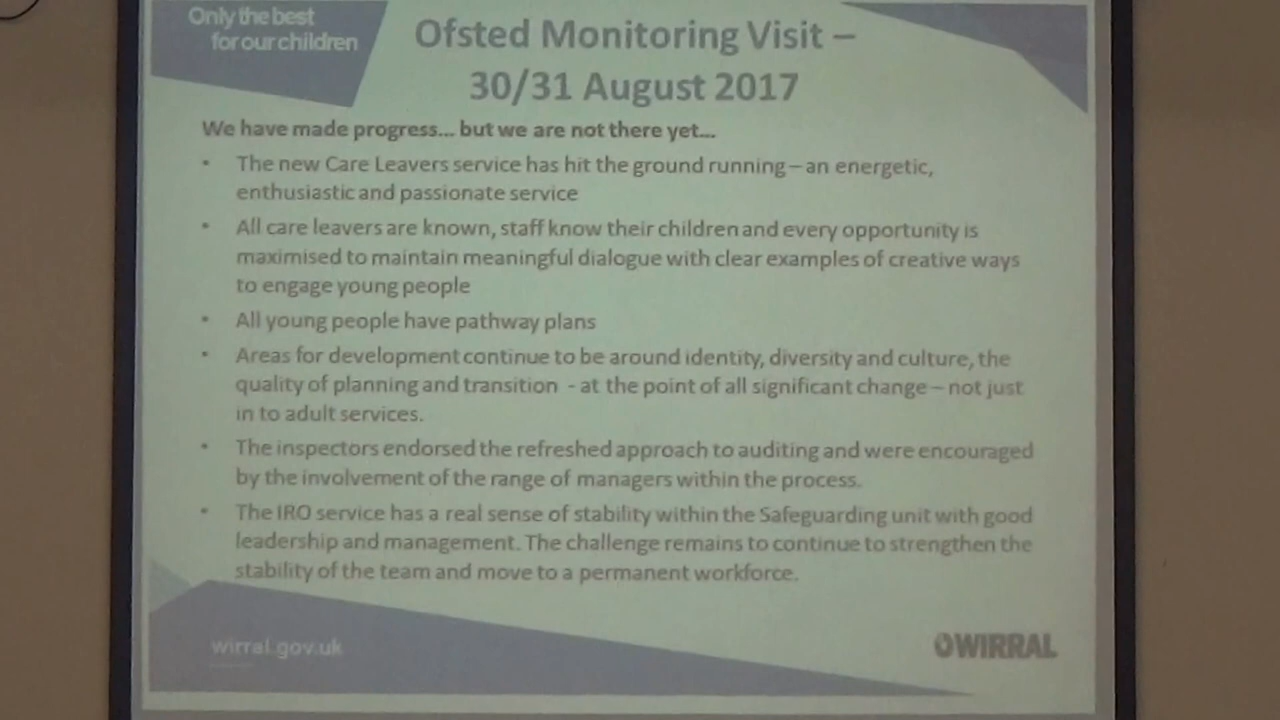 Only the best
for our children
Ofsted Monitoring Visit –
30/31 August 2017
We have made progress... but we are not there yet...
• The new Care Leavers service has hit the ground running – an energetic,
enthusiastic and passionate service
• All care leavers are known, staff know their children and every opportunity is
maximised to maintain meaningful dialogue with clear examples of creative ways
to engage young people
• All young people have pathway plans
• Areas for development continue to be around identity, diversity and culture, the
quality of planning and transition - at the point of all significant change – not just
in to adult services.
• The inspectors endorsed the refreshed approach to auditing and were encouraged
by the involvement of the range of managers within the process.
• The IRO service has a real sense of stability within the Safeguarding unit with good
leadership and management. The challenge remains to continue to strengthen the
stability of the team and move to a permanent workforce.
wirral.gov.uk
WIRRAL